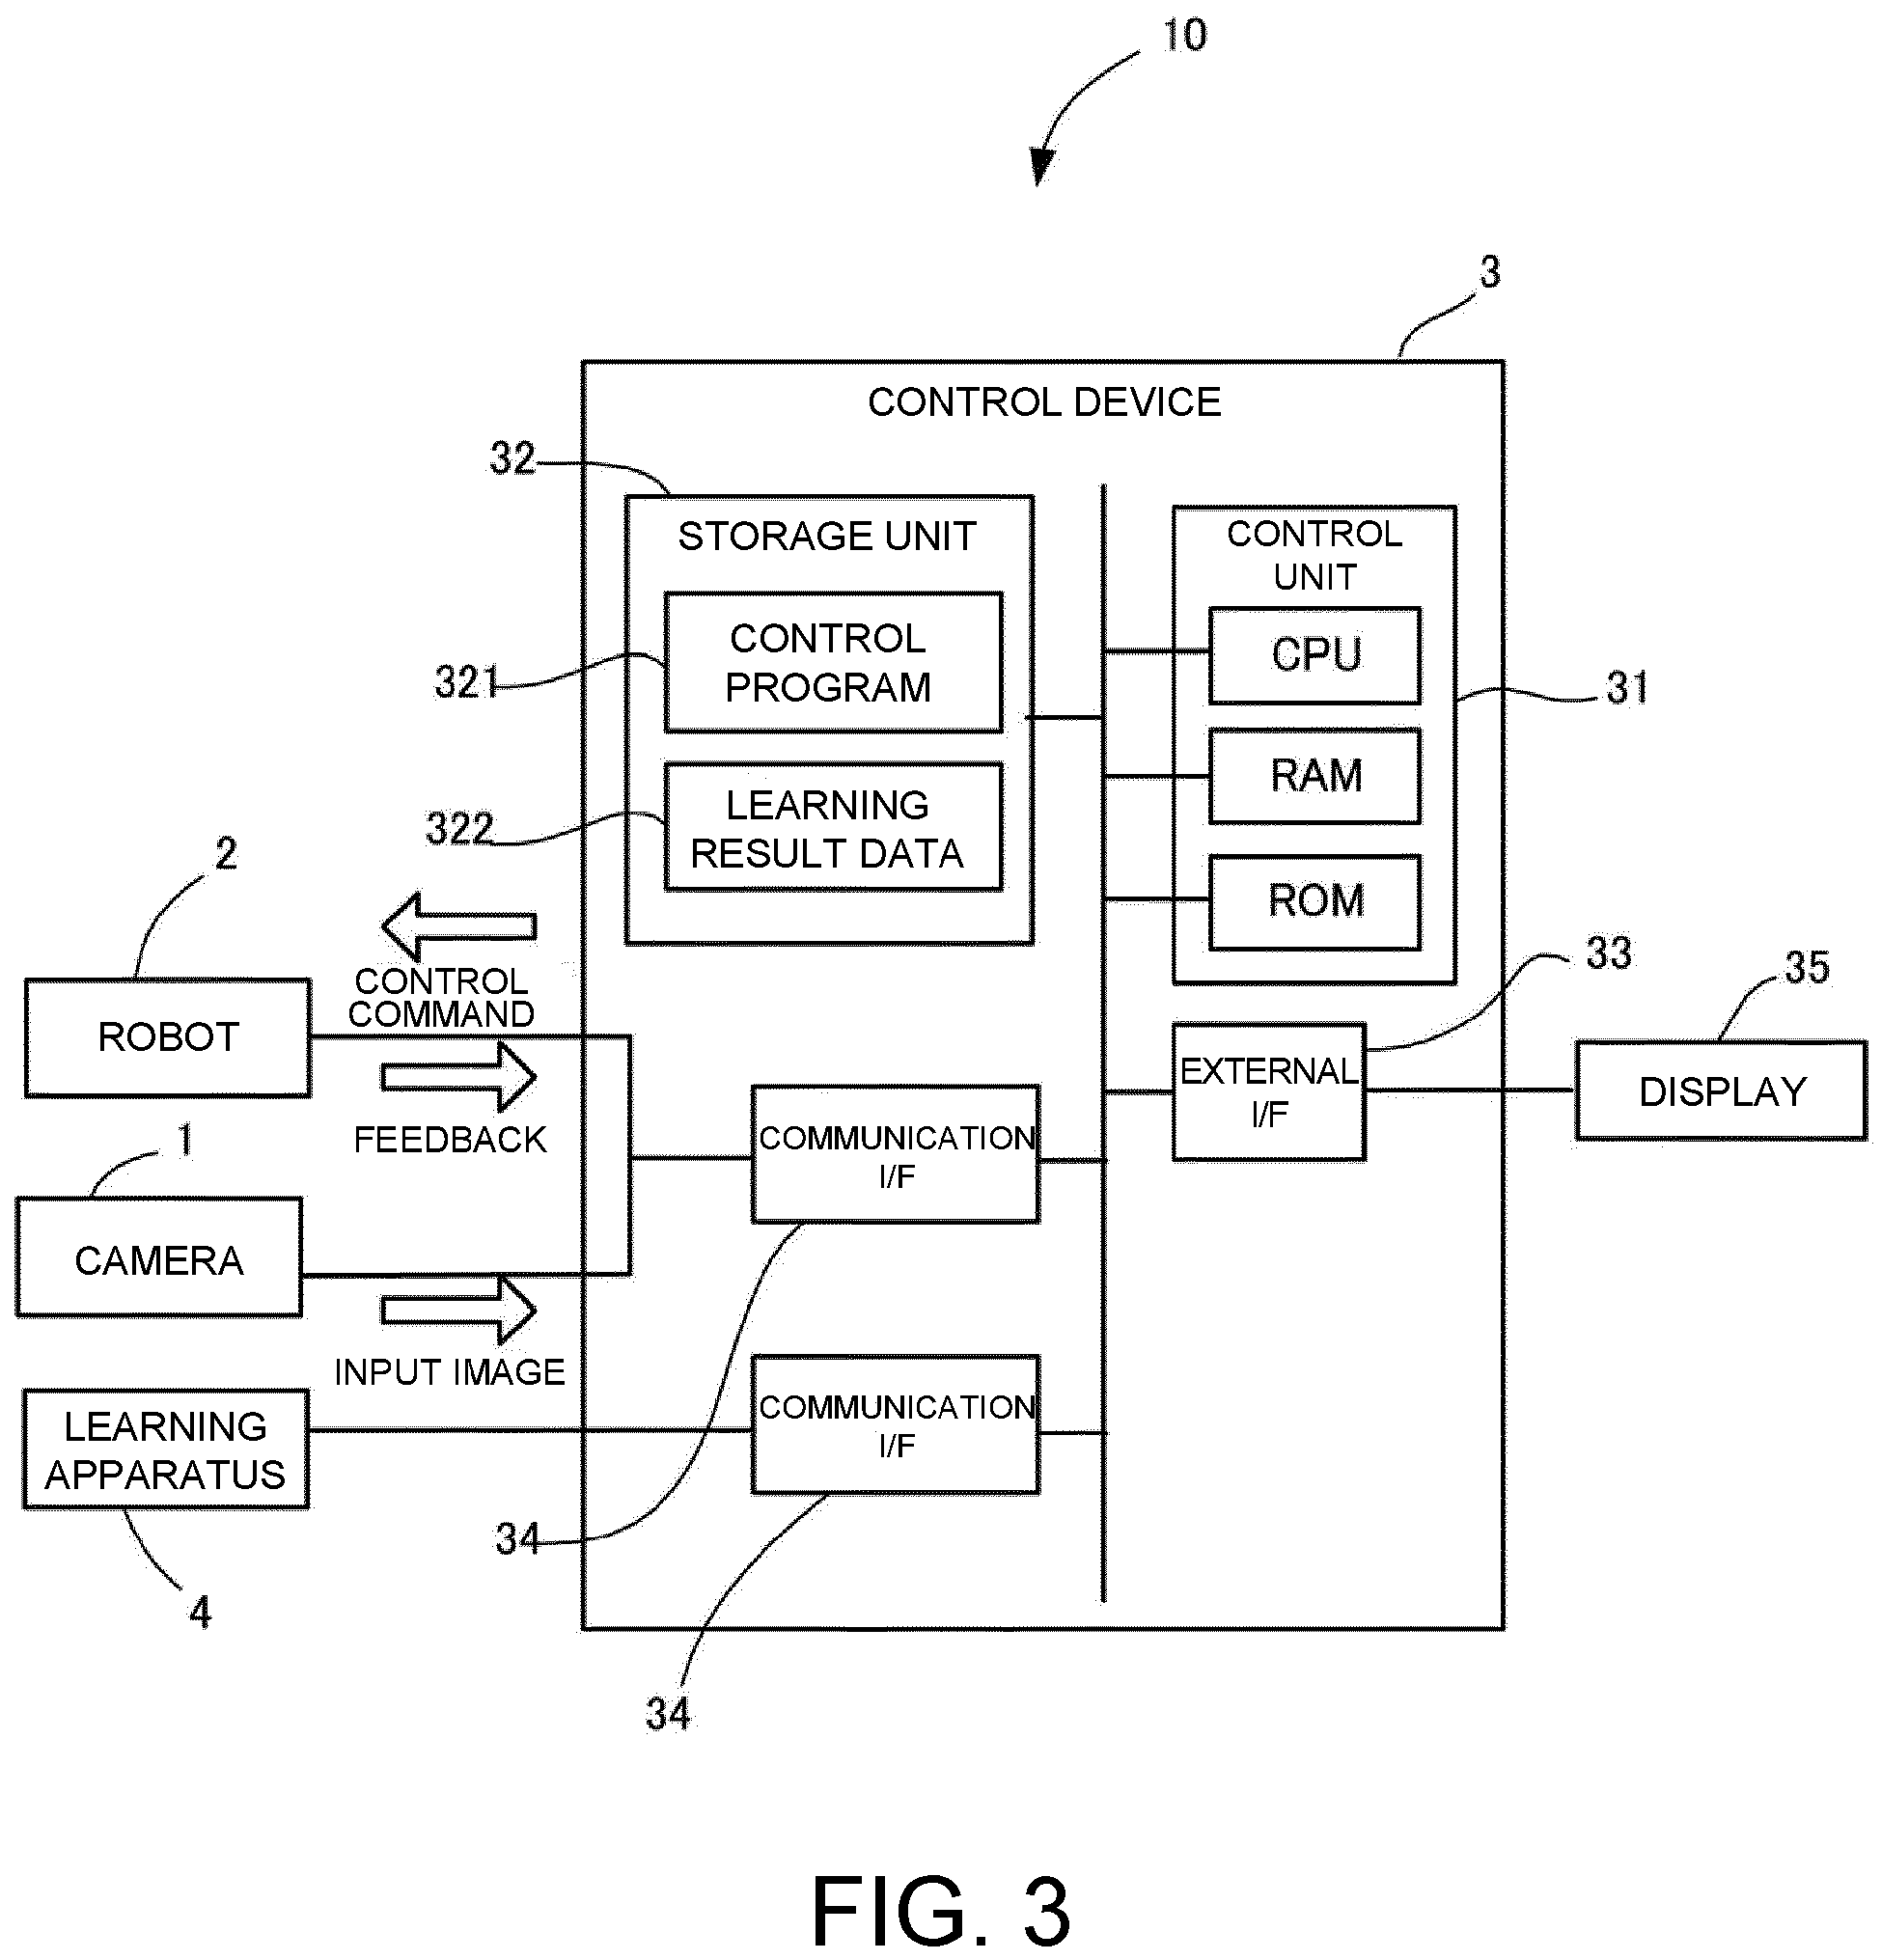 10
3
CONTROL DEVICE
32
STORAGE UNIT
CONTROL
PROGRAM
321
LEARNING
RESULT DATA
322
CONTROL
UNIT
CPU
RAM
ROM
31
33
35
2
ROBOT
CONTROL
COMMAND
FEEDBACK
1
CAMERA
INPUT IMAGE
LEARNING
APPARATUS
4
COMMUNICATION
I/F
34
COMMUNICATION
I/F
34
EXTERNAL
I/F
DISPLAY
FIG. 3